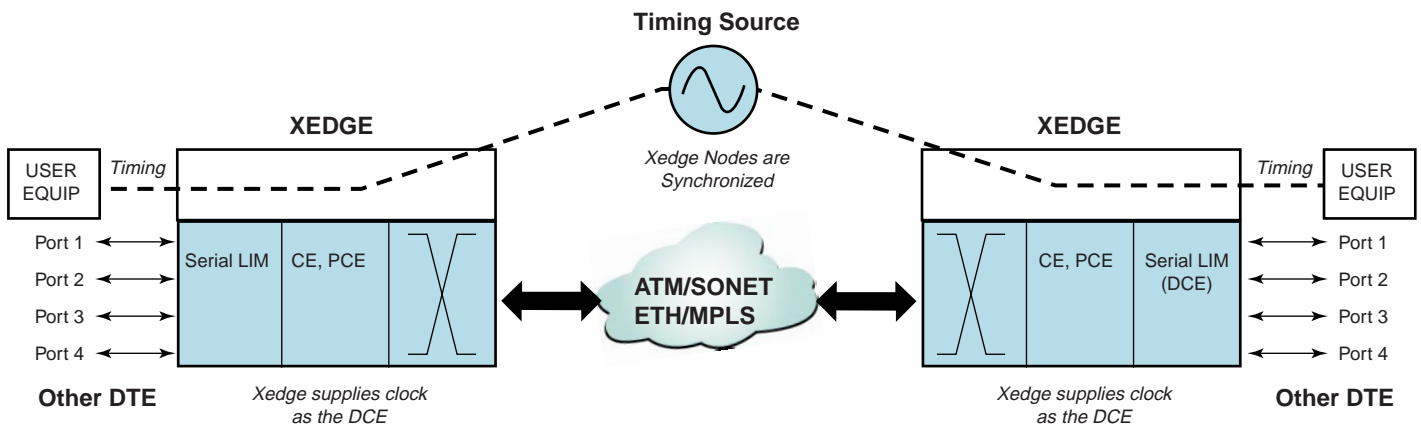 Timing Source
XEDGE
XEDGE
USER
EQUIP
Timing
Xedge Nodes are
Synchronized
Timing
USER
EQUIP
Port 1
Port 2
Port 3
Port 4
Serial LIM
CE, PCE
ATM/SONET
ETH/MPLS
CE, PCE
Serial LIM
(DCE)
Port 1
Port 2
Port 3
Port 4
Other DTE
Xedge supplies clock
as the DCE
Xedge supplies clock
as the DCE
Other DTE